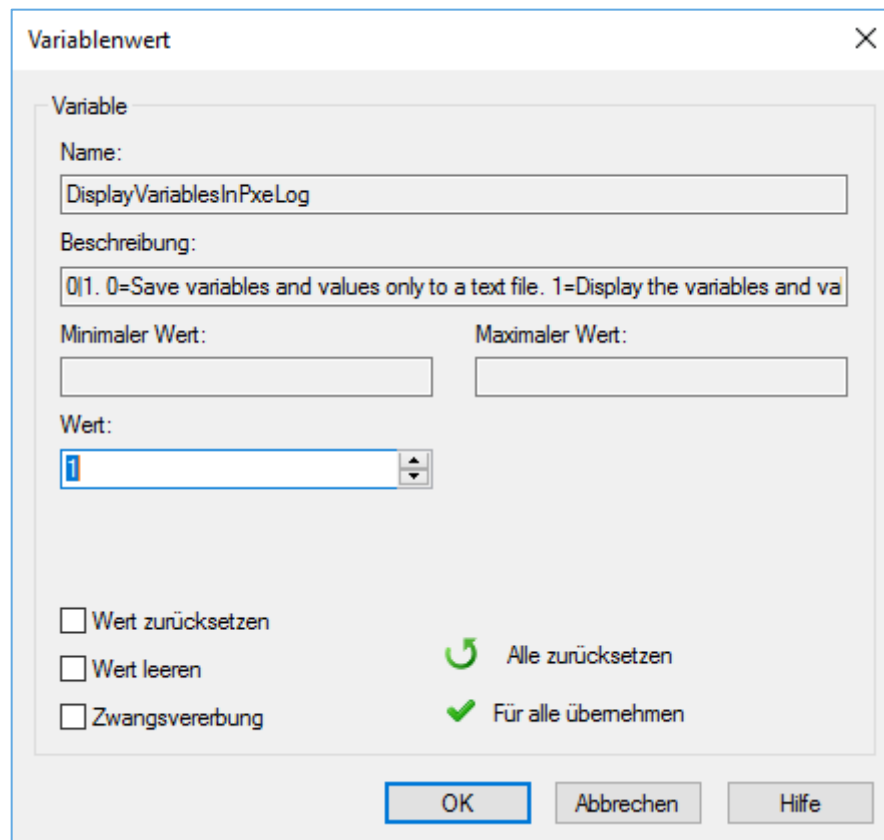 Variablenwert
Variable
Name:
DisplayVariablesInPxeLog
Beschreibung:
0|1. 0=Save variables and values only to a text file. 1=Display the variables and val
Minimaler Wert:
Maximaler Wert:
Wert:
1
Wert zurücksetzen
Wert leeren
Zwangsvererbung
Alle zurücksetzen
Für alle übernehmen
OK
Abbrechen
Hilfe